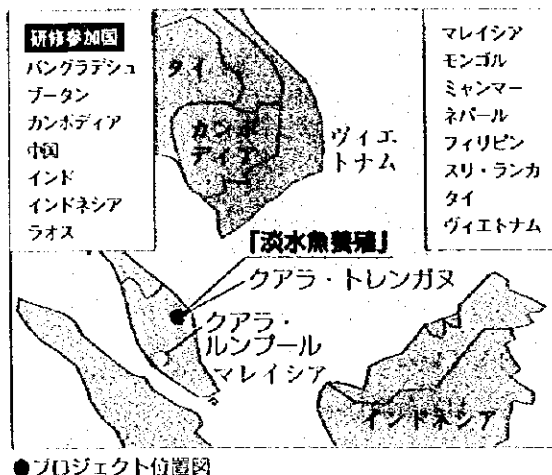 研修参加国
バングラデシュ
ブータン
カンボディア
中国
インド
インドネシア
ラオス
マレイシア
モンゴル
ミャンマー
ネパール
フィリピン
スリ・ランカ
タイ
ヴィエトナム
タイ
カンボ
ディア
ヴィエ
トナム
「淡水魚養殖」
クアラ・トレンガヌ
クアラ・
ルンプール
マレイシア
インドネシア
●プロジェクト位置図